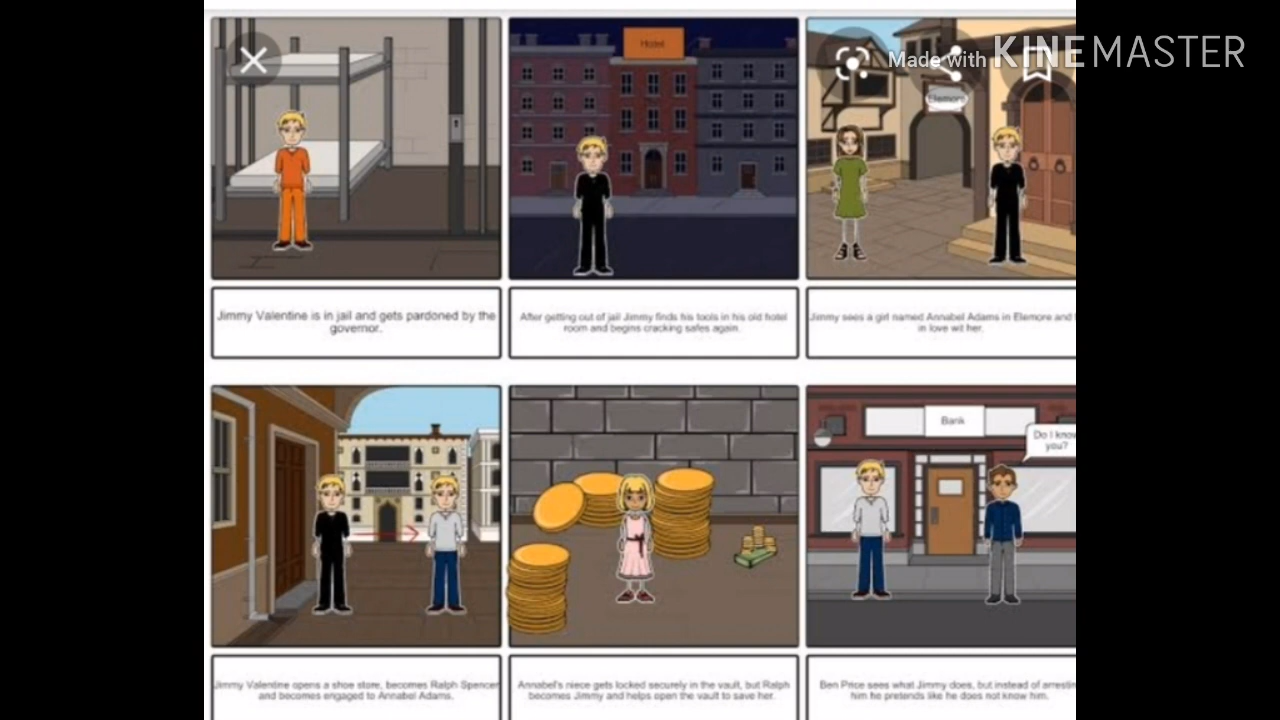 Made with KINEMASTER
Hotel
Elemore
Jimmy Valentine is in jail and gets pardoned by the
governor.
After getting out of jail Jimmy finds his tools in his old hotel
room and begins cracking safes again.
Jimmy sees a girl named Annabel Adams in Elemore and
in love wit her.
Bank
Do I know
you?
Jimmy Valentine opens a shoe store, becomes Ralph Spencer
and becomes engaged to Annabel Adams.
Annabel's niece gets locked securely in the vault, but Ralph
becomes Jimmy and helps open the vault to save her.
Ben Price sees what Jimmy does, but instead of arrestin
him he pretends like he does not know him.